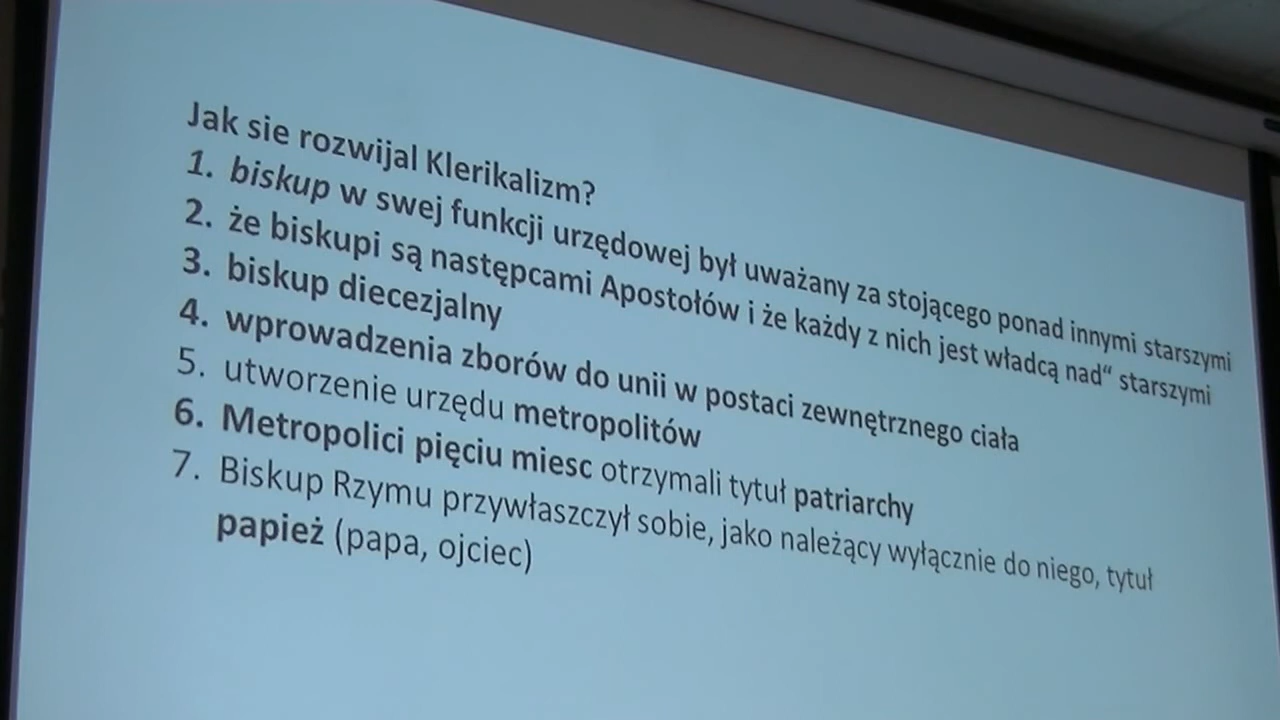 Jak sie rozwijal Klerikalizm?
1. biskup w swej funkcji urzędowej był uważany za stojącego ponad innymi starszymi
2. że biskupi są następcami Apostołów i że każdy z nich jest władcą nad“ starszymi
3. biskup diecezjalny
4. wprowadzenia zborów do unii w postaci zewnętrznego ciała
5. utworzenie urzędu metropolitów
6. Metropolici pięciu miesc otrzymali tytuł patriarchy
7. Biskup Rzymu przywłaszczył sobie, jako należący wyłącznie do niego, tytuł
papież (papa, ojciec)